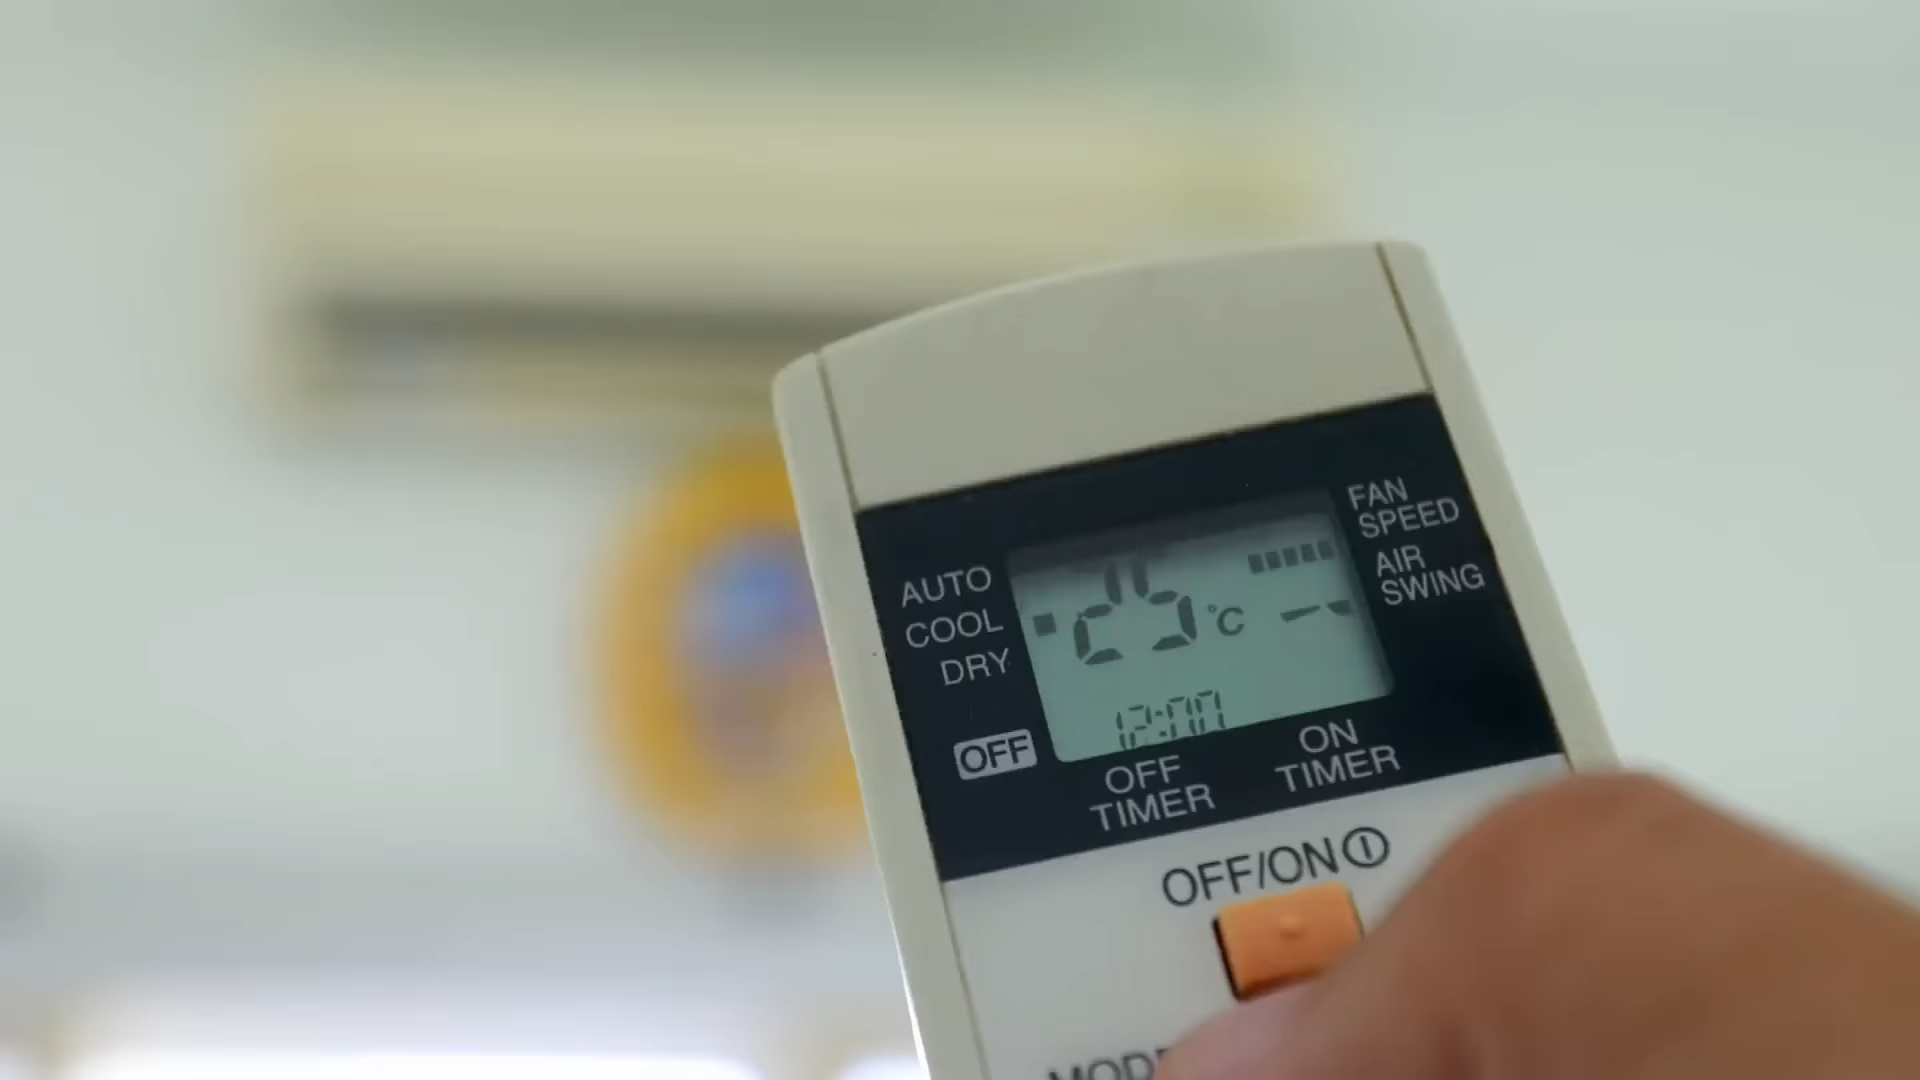 FAN
SPEED
AUTO
COOL
DRY
25°C
AIR
SWING
12:00
OFF
OFF
TIMER
ON
TIMER
OFF/ON